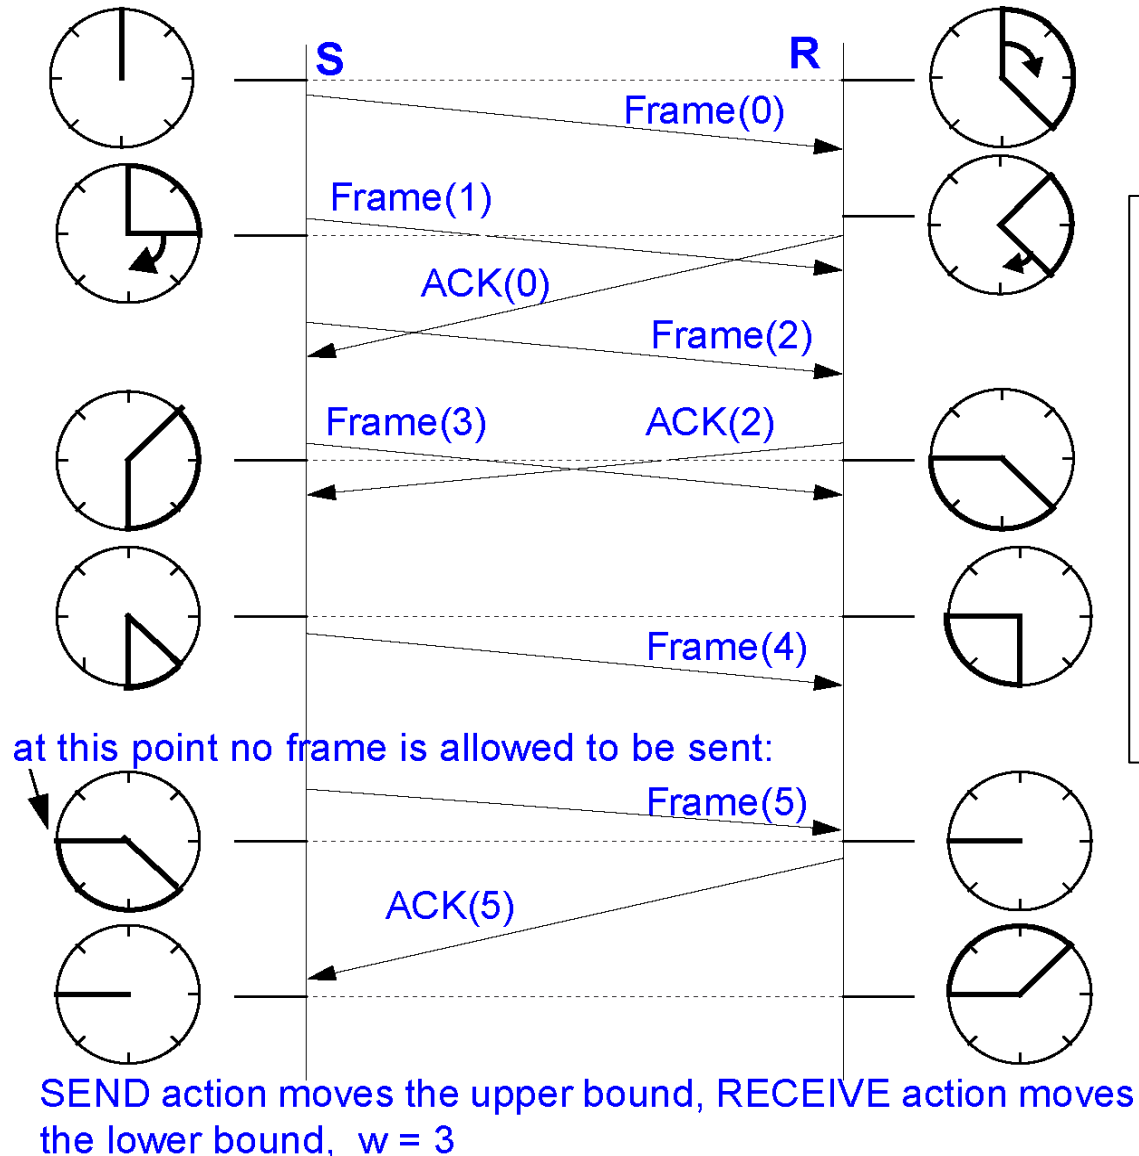 S
R
Frame(0)
Frame(1)
ACK(0)
Frame(2)
Frame(3)
ACK(2)
Frame(4)
at this point no frame is allowed to be sent:
Frame(5)
ACK(5)
SEND action moves the upper bound, RECEIVE action moves
the lower bound, w = 3